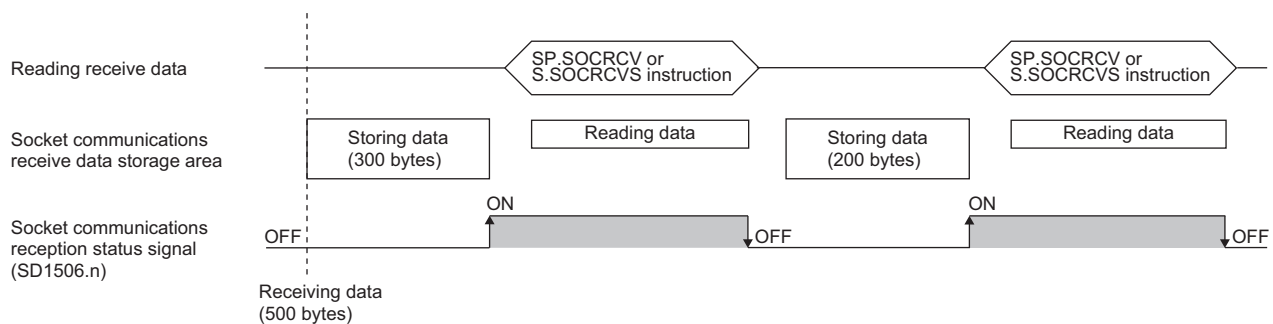 Reading receive data
SP.SOCRCV or
S.SOCRCVS instruction
SP.SOCRCV or
S.SOCRCVS instruction
Socket communications
receive data storage area
Storing data
(300 bytes)
Reading data
Storing data
(200 bytes)
Reading data
Socket communications
reception status signal
(SD1506.n)
OFF
ON
OFF
ON
OFF
Receiving data
(500 bytes)